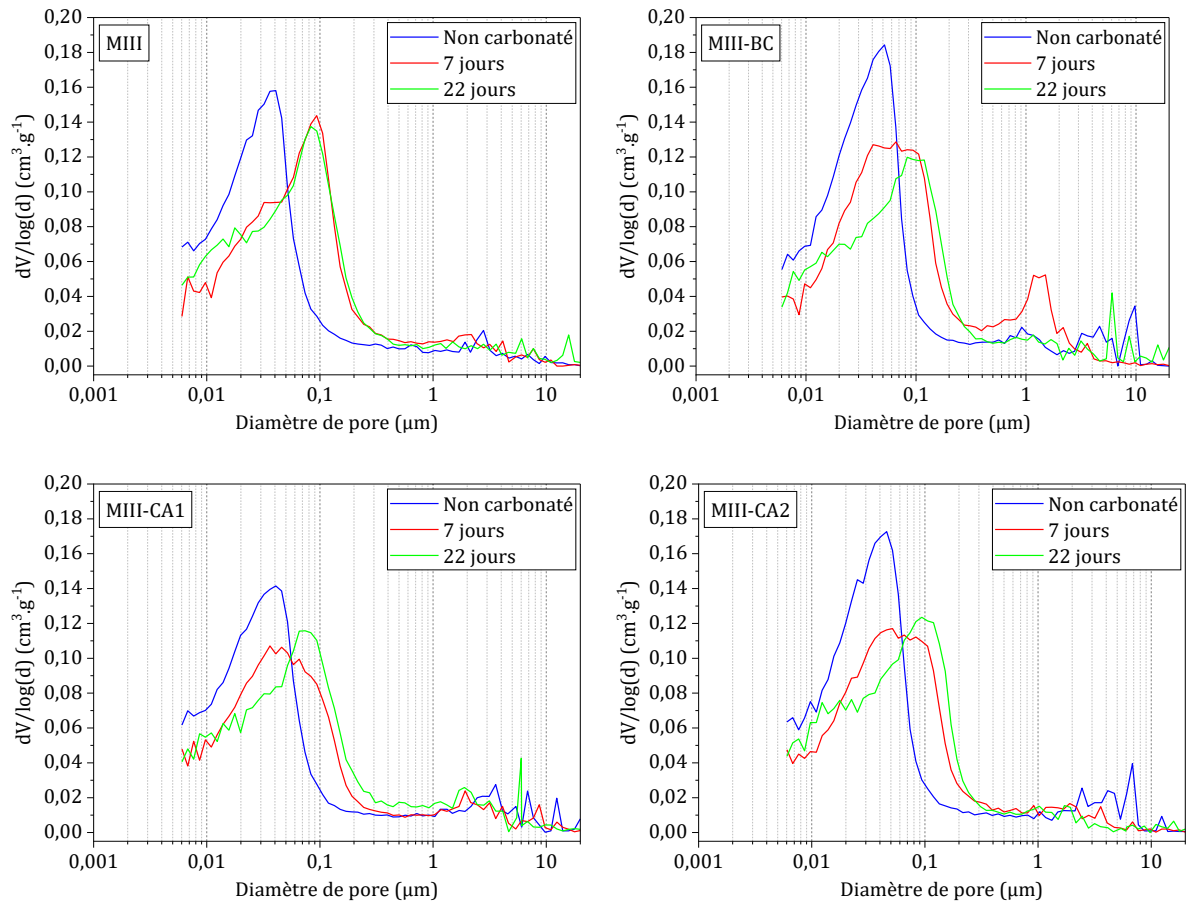 MIII
Non carbonaté
7 jours
22 jours
0,20
0,18
0,16
0,14
0,12
0,10
0,08
0,06
0,04
0,02
0,00
dV/log(d) (cm³·g⁻¹)
0,001
0,01
0,1
1
10
Diamètre de pore (µm)
MIII-BC
Non carbonaté
7 jours
22 jours
0,20
0,18
0,16
0,14
0,12
0,10
0,08
0,06
0,04
0,02
0,00
dV/log(d) (cm³·g⁻¹)
0,001
0,01
0,1
1
10
Diamètre de pore (µm)
MIII-CA1
Non carbonaté
7 jours
22 jours
0,20
0,18
0,16
0,14
0,12
0,10
0,08
0,06
0,04
0,02
0,00
dV/log(d) (cm³·g⁻¹)
0,001
0,01
0,1
1
10
Diamètre de pore (µm)
MIII-CA2
Non carbonaté
7 jours
22 jours
0,20
0,18
0,16
0,14
0,12
0,10
0,08
0,06
0,04
0,02
0,00
dV/log(d) (cm³·g⁻¹)
0,001
0,01
0,1
1
10
Diamètre de pore (µm)